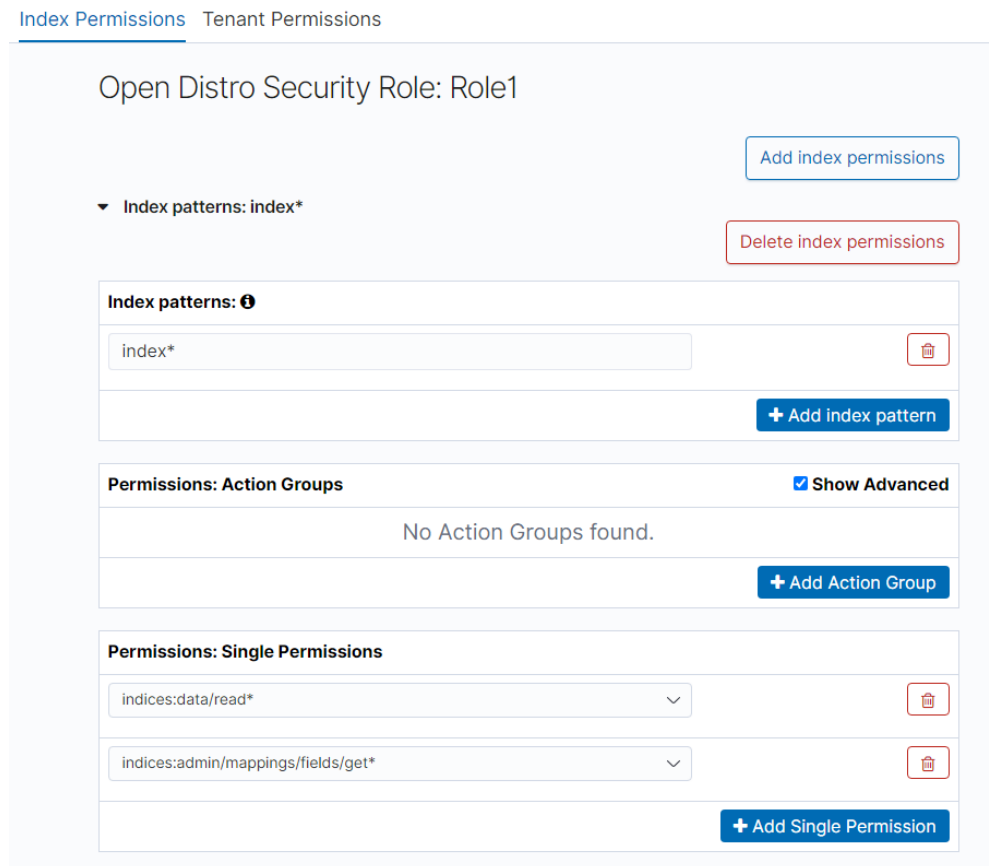 Index Permissions Tenant Permissions
Open Distro Security Role: Role1
Add index permissions
Index patterns: index*
Delete index permissions
Index patterns:
index*
Add index pattern
Permissions: Action Groups Show Advanced
No Action Groups found.
Add Action Group
Permissions: Single Permissions
indices:data/read*
indices:admin/mappings/fields/get*
Add Single Permission